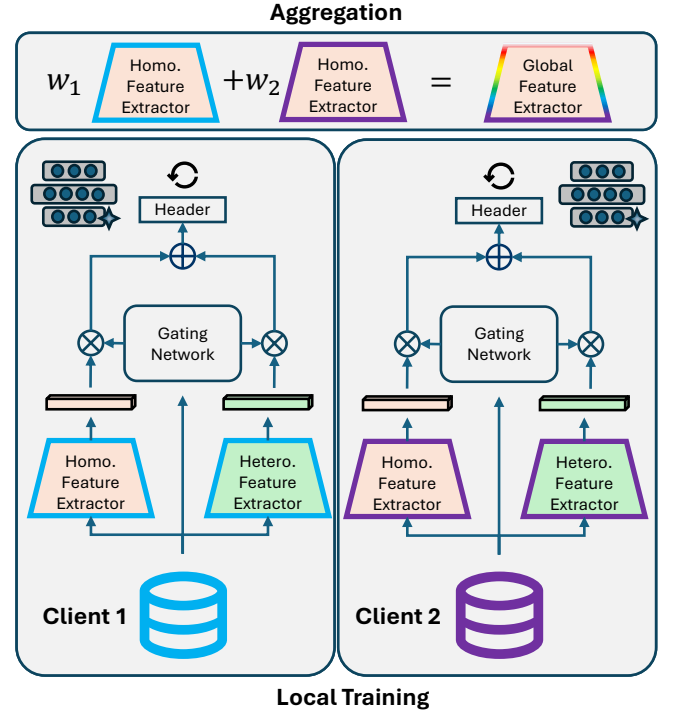 Aggregation
w₁
Homo.
Feature
Extractor
+w₂
Homo.
Feature
Extractor
=
Global
Feature
Extractor
Header
Gating
Network
Homo.
Feature
Extractor
Hetero.
Feature
Extractor
Client 1
Header
Gating
Network
Homo.
Feature
Extractor
Hetero.
Feature
Extractor
Client 2
Local Training